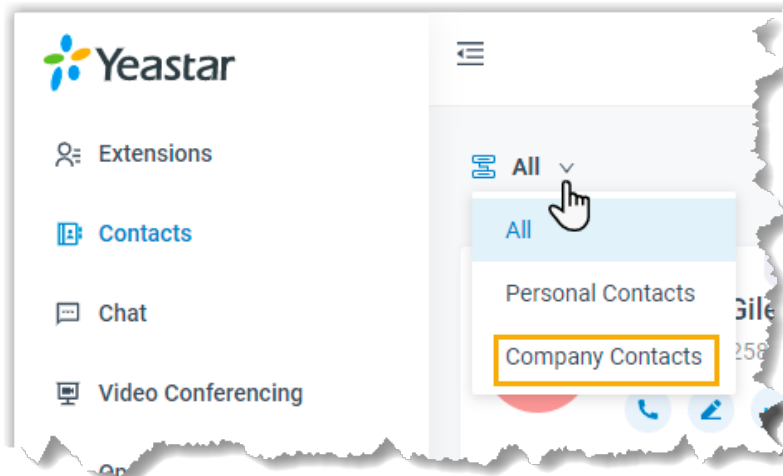 Yeastar
Extensions
Contacts
Chat
Video Conferencing
All
All
Personal Contacts
Company Contacts